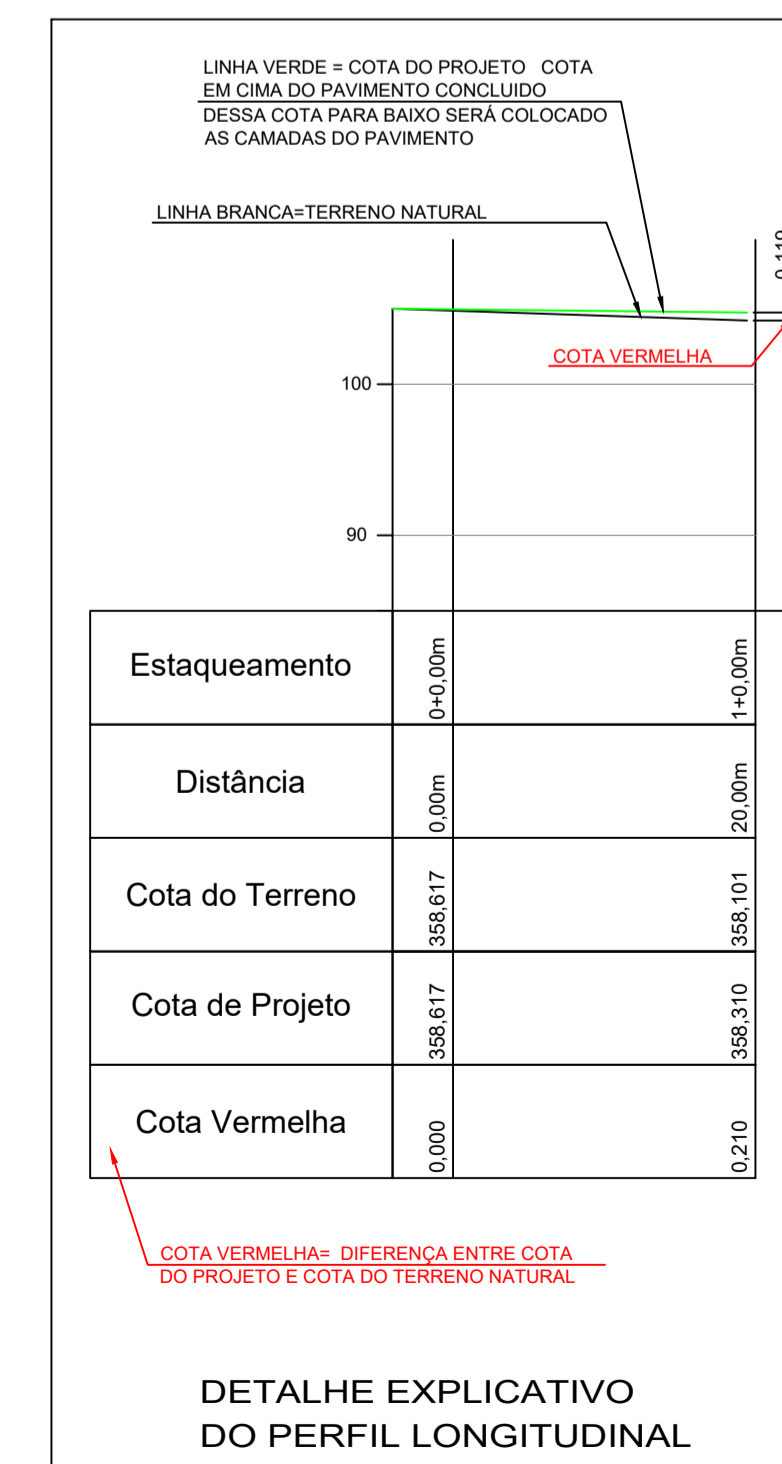 LINHA VERDE = COTA DO PROJETO COTA
EM CIMA DO PAVIMENTO CONCLUIDO
DESSA COTA PARA BAIXO SERÁ COLOCADO
AS CAMADAS DO PAVIMENTO
LINHA BRANCA=TERRENO NATURAL
COTA VERMELHA
100
90
Estaqueamento 0+0,00m 1+0,00m
Distância 0,00m 20,00m
Cota do Terreno 358,617 358,101
Cota de Projeto 358,617 358,310
Cota Vermelha 0,000 0,210
COTA VERMELHA= DIFERENÇA ENTRE COTA
DO PROJETO E COTA DO TERRENO NATURAL
DETALHE EXPLICATIVO
DO PERFIL LONGITUDINAL